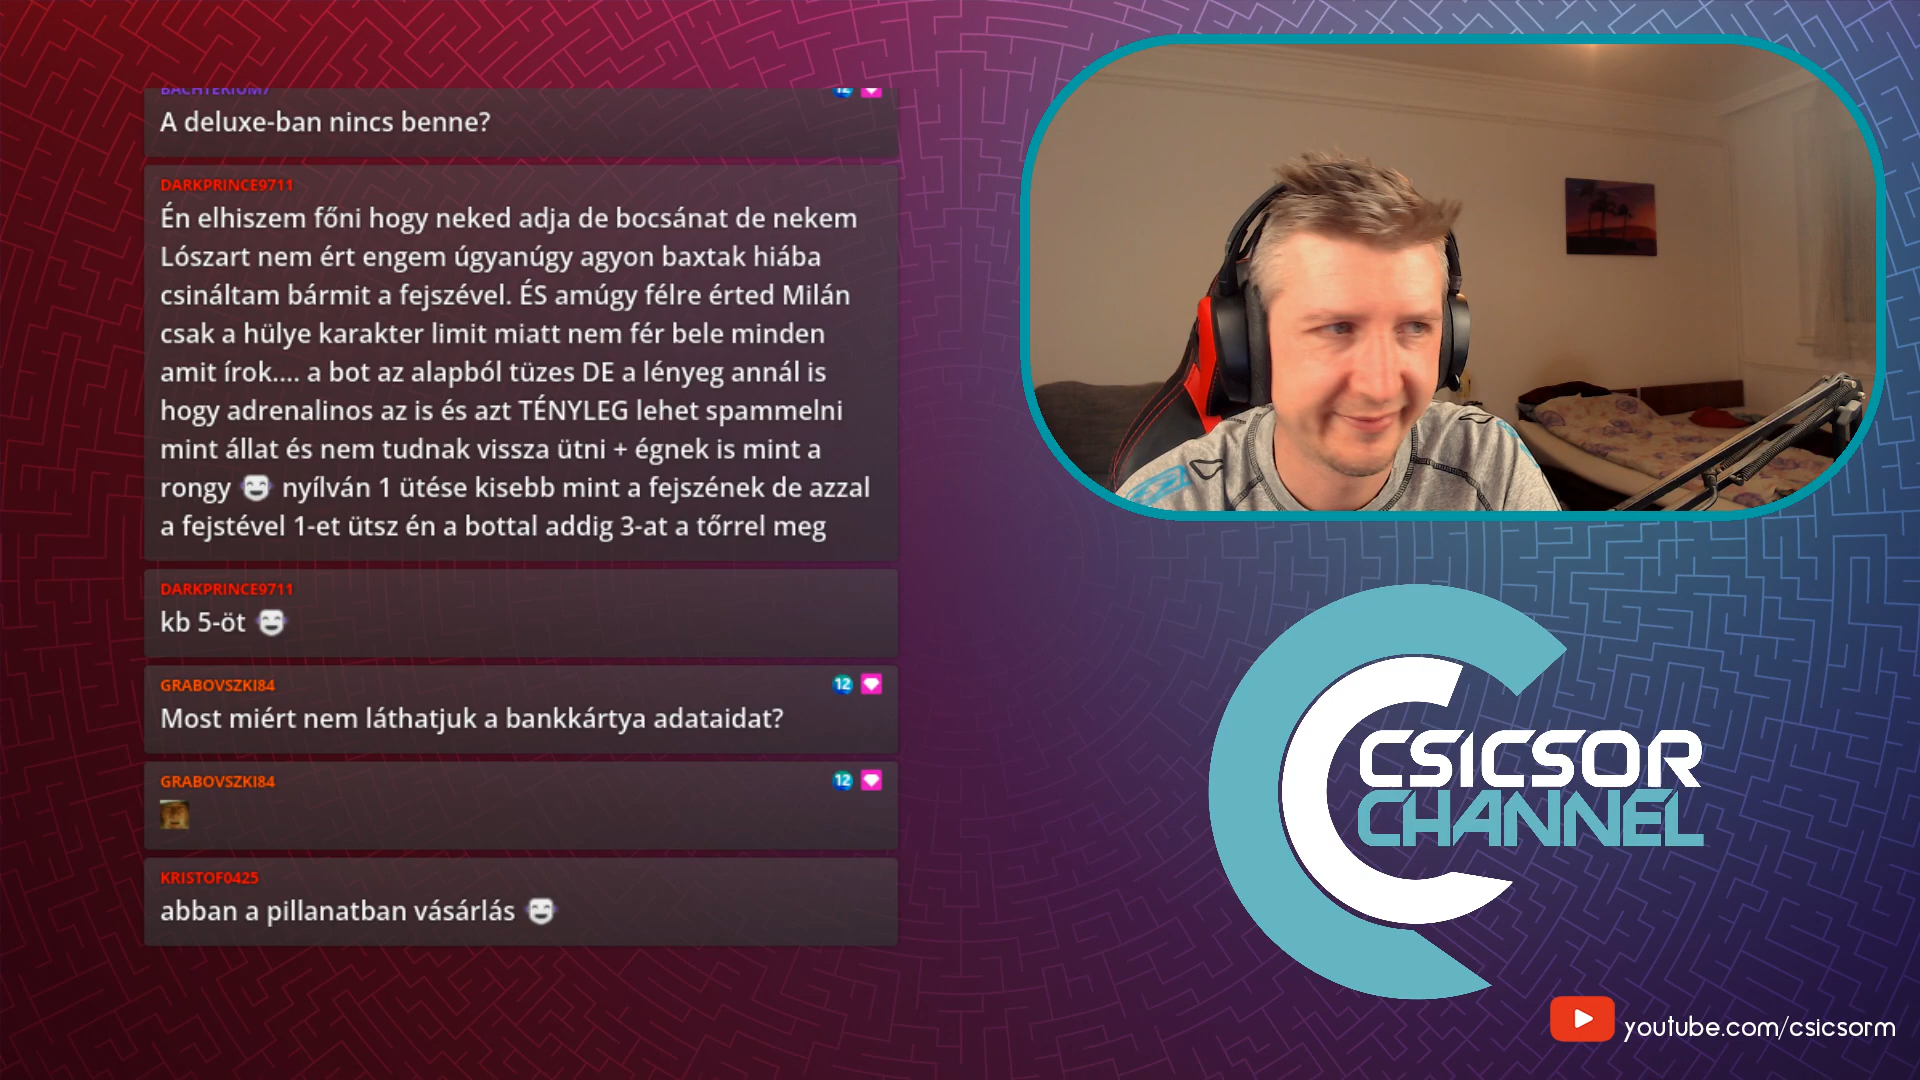 BACHTERIUM7
12
A deluxe-ban nincs benne?
DARKPRINCE9711
Én elhiszem főni hogy neked adja de bocsánat de nekem
Lószart nem ért engem úgyanúgy agyon baxtak hiába
csináltam bármit a fejszével. ÉS amúgy félre érted Milán
csak a hülye karakter limit miatt nem fér bele minden
amit írok.... a bot az alapból tüzes DE a lényeg annál is
hogy adrenalinos az is és azt TÉNYLEG lehet spammelni
mint állat és nem tudnak vissza ütni + égnek is mint a
rongy nyílván 1 ütése kisebb mint a fejszének de azzal
a fejstével 1-et ütsz én a bottal addig 3-at a tőrrel meg
DARKPRINCE9711
kb 5-öt
GRABOVSZKI84
12
Most miért nem láthatjuk a bankkártya adataidat?
GRABOVSZKI84
12
KRISTOF0425
abban a pillanatban vásárlás
CSICSOR
CHANNEL
youtube.com/csicsorm